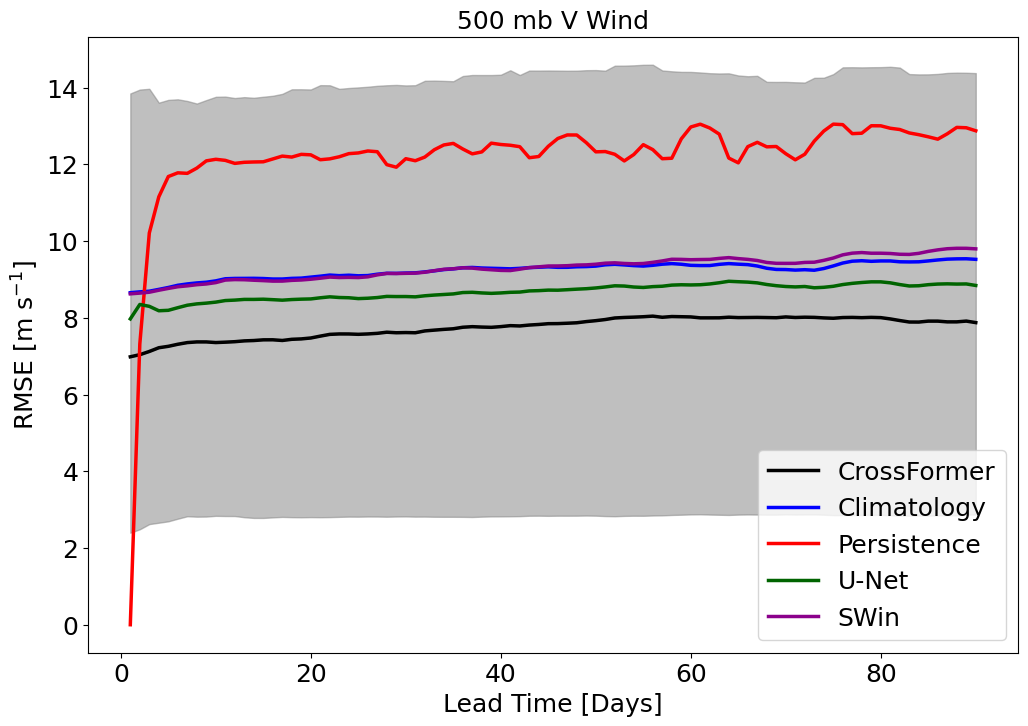 500 mb V Wind
RMSE [m s⁻¹]
14
12
10
8
6
4
2
0
0 20 40 60 80
Lead Time [Days]
CrossFormer
Climatology
Persistence
U-Net
SWin